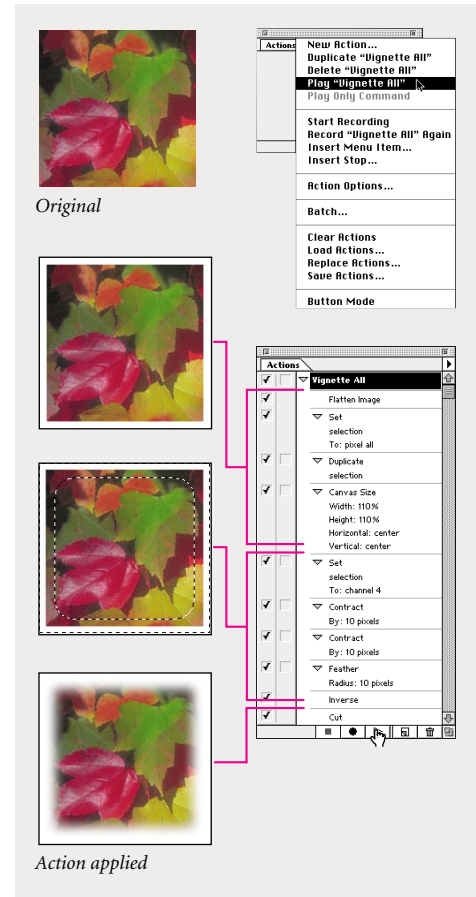 Original
Actions
New Action...
Duplicate “Vignette All”
Delete “Vignette All”
Play “Vignette All”
Play Only Command
Start Recording
Record “Vignette All” Again
Insert Menu Item...
Insert Stop...
Action Options...
Batch...
Clear Actions
Load Actions...
Replace Actions...
Save Actions...
Button Mode
Actions
Vignette All
Flatten Image
Set
selection
To: pixel all
Duplicate
selection
Canvas Size
Width: 110%
Height: 110%
Horizontal: center
Vertical: center
Set
selection
To: channel 4
Contract
By: 10 pixels
Contract
By: 10 pixels
Feather
Radius: 10 pixels
Inverse
Cut
Action applied